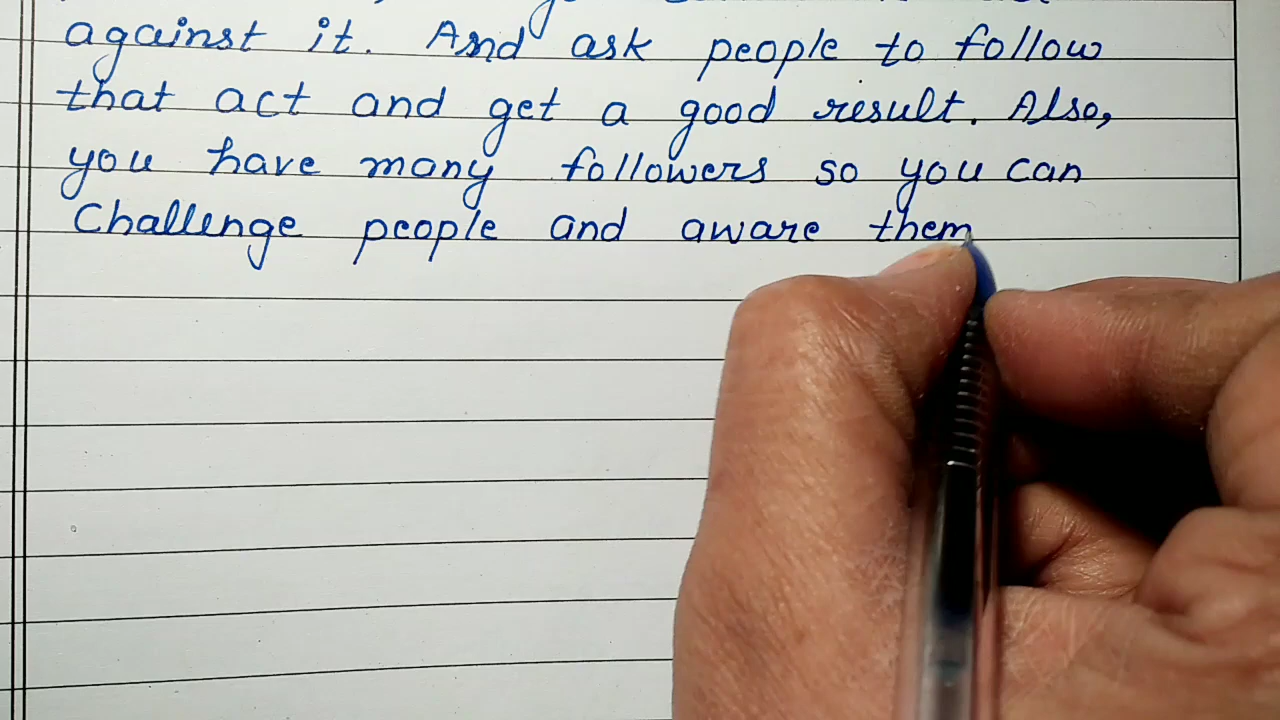 against it. And ask people to follow
that act and get a good result. Also,
you have many followers so you can
Challenge people and aware them